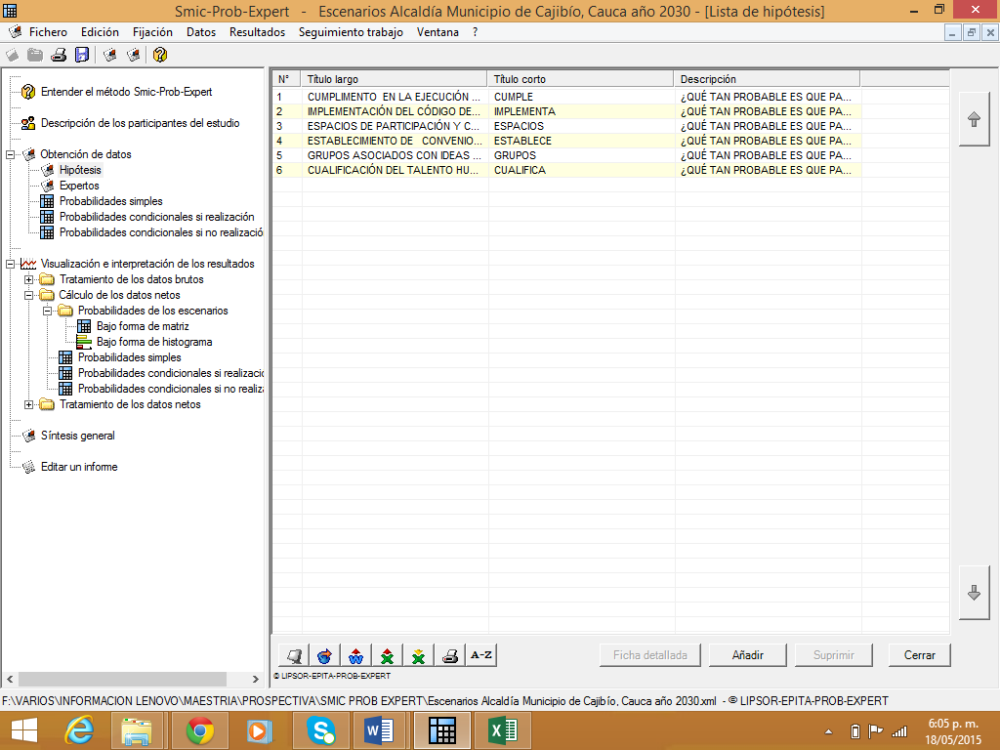 Smic-Prob-Expert - Escenarios Alcaldía Municipio de Cajibío, Cauca año 2030 - [Lista de hipótesis]
Fichero Edición Fijación Datos Resultados Seguimiento trabajo Ventana ?
Entender el método Smic-Prob-Expert
Descripción de los participantes del estudio
Obtención de datos
Hipótesis
Expertos
Probabilidades simples
Probabilidades condicionales si realización
Probabilidades condicionales si no realizació
Visualización e interpretación de los resultados
Tratamiento de los datos brutos
Cálculo de los datos netos
Probabilidades de los escenarios
Bajo forma de matriz
Bajo forma de histograma
Probabilidades simples
Probabilidades condicionales si realizació
Probabilidades condicionales si no realiza
Tratamiento de los datos netos
Síntesis general
Editar un informe
N° Título largo Título corto Descripción
1 CUMPLIMENTO EN LA EJECUCIÓN ... CUMPLE ¿QUÉ TAN PROBABLE ES QUE PA...
2 IMPLEMENTACIÓN DEL CÓDIGO DE... IMPLEMENTA ¿QUÉ TAN PROBABLE ES QUE PA...
3 ESPACIOS DE PARTICIPACIÓN Y C... ESPACIOS ¿QUÉ TAN PROBABLE ES QUE PA...
4 ESTABLECIMIENTO DE CONVENIO... ESTABLECE ¿QUÉ TAN PROBABLE ES QUE PA...
5 GRUPOS ASOCIADOS CON IDEAS ... GRUPOS ¿QUÉ TAN PROBABLE ES QUE PA...
6 CUALIFICACIÓN DEL TALENTO HU... CUALIFICA ¿QUÉ TAN PROBABLE ES QUE PA...
A-Z Ficha detallada Añadir Suprimir Cerrar
© LIPSOR-EPITA-PROB-EXPERT
F:\VARIOS\INFORMACION LENOVO\MAESTRIA\PROSPECTIVA\SMIC PROB EXPERT\Escenarios Alcaldía Municipio de Cajibío, Cauca año 2030.xml - © LIPSOR-EPITA-PROB-EXPERT
6:05 p. m.
18/05/2015